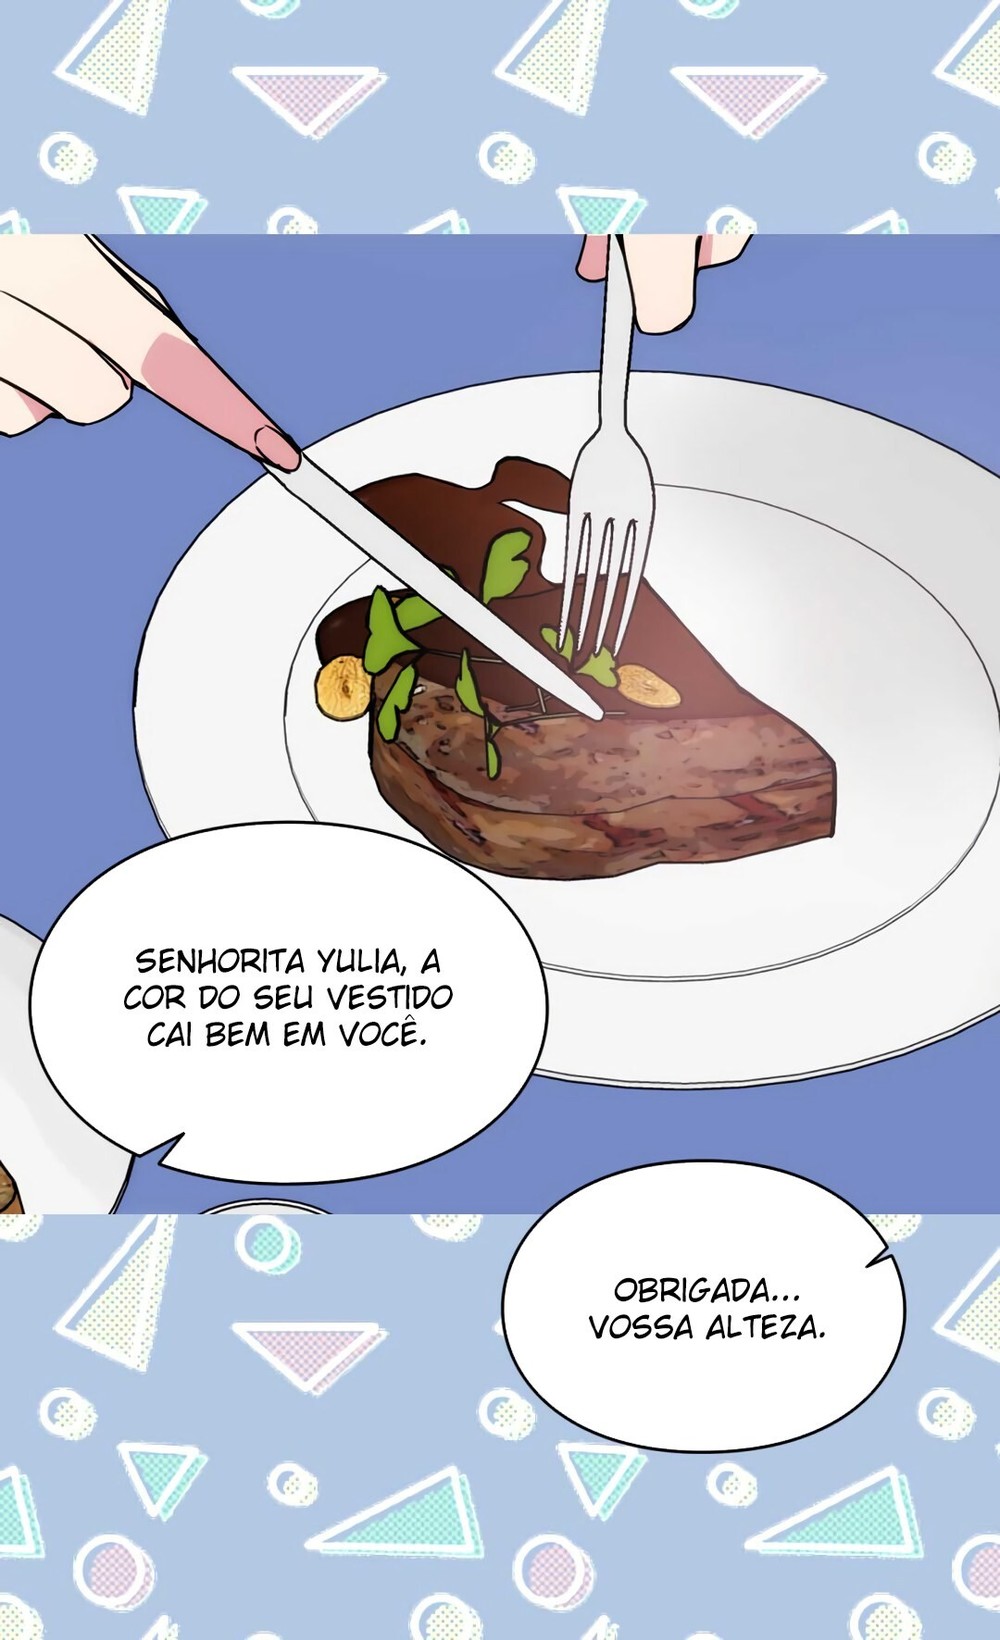 SENHORITA YULIA, A
COR DO SEU VESTIDO
CAI BEM EM VOCÊ.
OBRIGADA...
VOSSA ALTEZA.